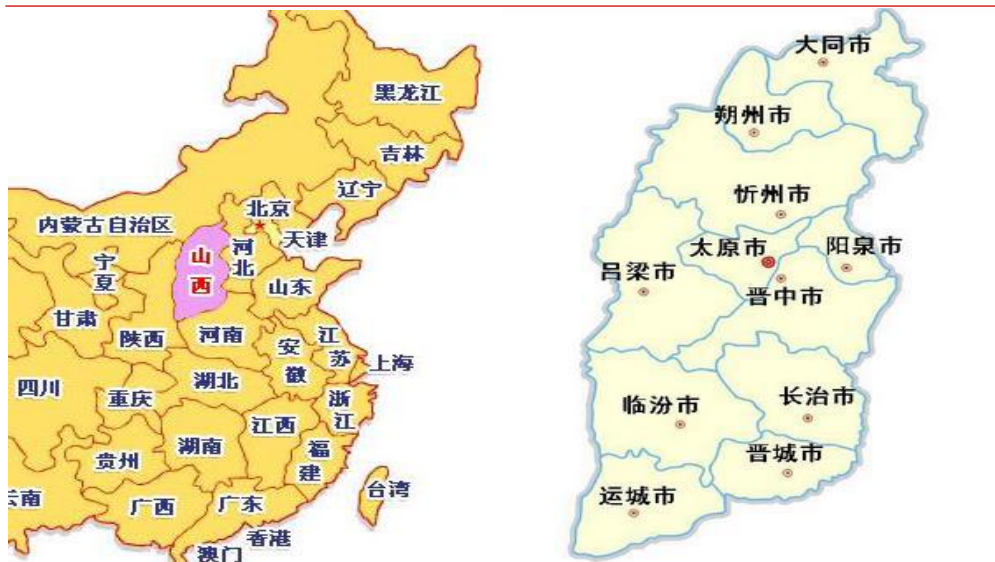 黑龙江
吉林
辽宁
北京
内蒙古自治区
天津
河
北
山
西
宁
夏
山东
甘肃
陕西
河南
江
苏
安
徽
上海
四川
重庆
湖北
浙
江
江西
湖南
贵州
福
建
云南
广西
广东
台湾
香港
澳门
大同市
朔州市
忻州市
太原市
阳泉市
吕梁市
晋中市
临汾市
长治市
晋城市
运城市